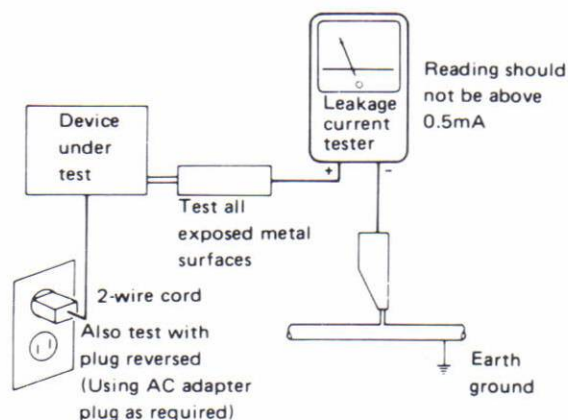 Reading should
not be above
0.5mA
Leakage
current
tester
+ -
Device
under
test
Test all
exposed metal
surfaces
2-wire cord
Also test with
plug reversed
(Using AC adapter
plug as required)
Earth
ground